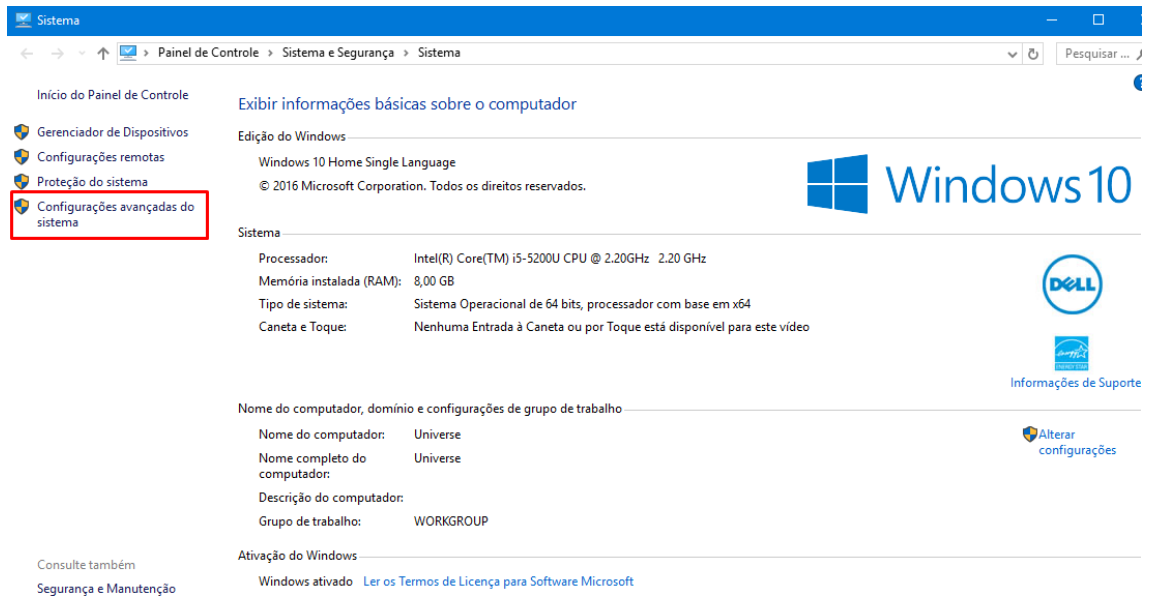 Sistema
Painel de Controle > Sistema e Segurança > Sistema
Pesquisar ...
Início do Painel de Controle
Gerenciador de Dispositivos
Configurações remotas
Proteção do sistema
Configurações avançadas do
sistema
Exibir informações básicas sobre o computador
Edição do Windows
Windows 10 Home Single Language
© 2016 Microsoft Corporation. Todos os direitos reservados.
Windows 10
Sistema
Processador: Intel(R) Core(TM) i5-5200U CPU @ 2.20GHz 2.20 GHz
Memória instalada (RAM): 8,00 GB
Tipo de sistema: Sistema Operacional de 64 bits, processador com base em x64
Caneta e Toque: Nenhuma Entrada à Caneta ou por Toque está disponível para este vídeo
DELL
energy
ENERGY STAR
Informações de Suporte
Nome do computador, domínio e configurações de grupo de trabalho
Nome do computador: Universe
Nome completo do
computador: Universe
Descrição do computador:
Grupo de trabalho: WORKGROUP
Alterar
configurações
Ativação do Windows
Windows ativado Ler os Termos de Licença para Software Microsoft
Consulte também
Segurança e Manutenção